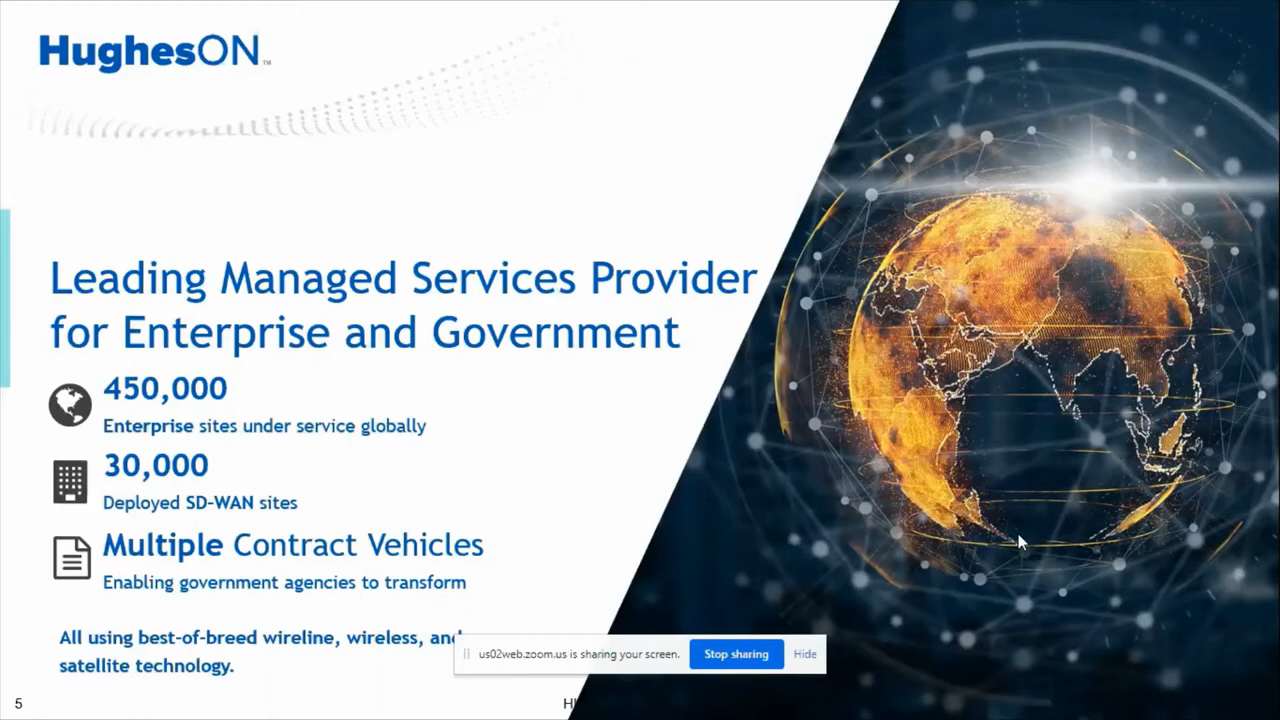 HughesON™
Leading Managed Services Provider
for Enterprise and Government
450,000
Enterprise sites under service globally
30,000
Deployed SD-WAN sites
Multiple Contract Vehicles
Enabling government agencies to transform
All using best-of-breed wireline, wireless, and
satellite technology.
us02web.zoom.us is sharing your screen.
Stop sharing
Hide
5